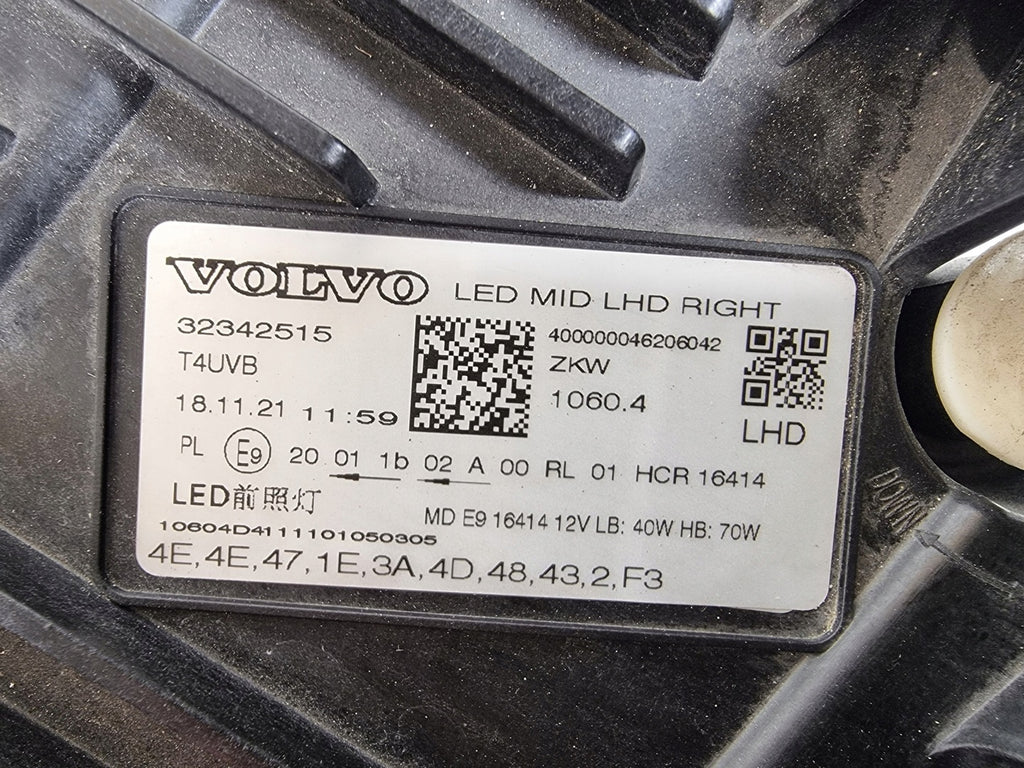 VOLVO LED MID LHD RIGHT
32342515
T4UVB
18.11.21 11:59
400000046206042
ZKW
1060.4
LHD
PL E9 20 01 1b 02 A 00 RL 01 HCR 16414
LED前照灯
MD E9 16414 12V LB: 40W HB: 70W
10604D4111101050305
4E,4E,47,1E,3A,4D,48,43,2,F3
DOWN